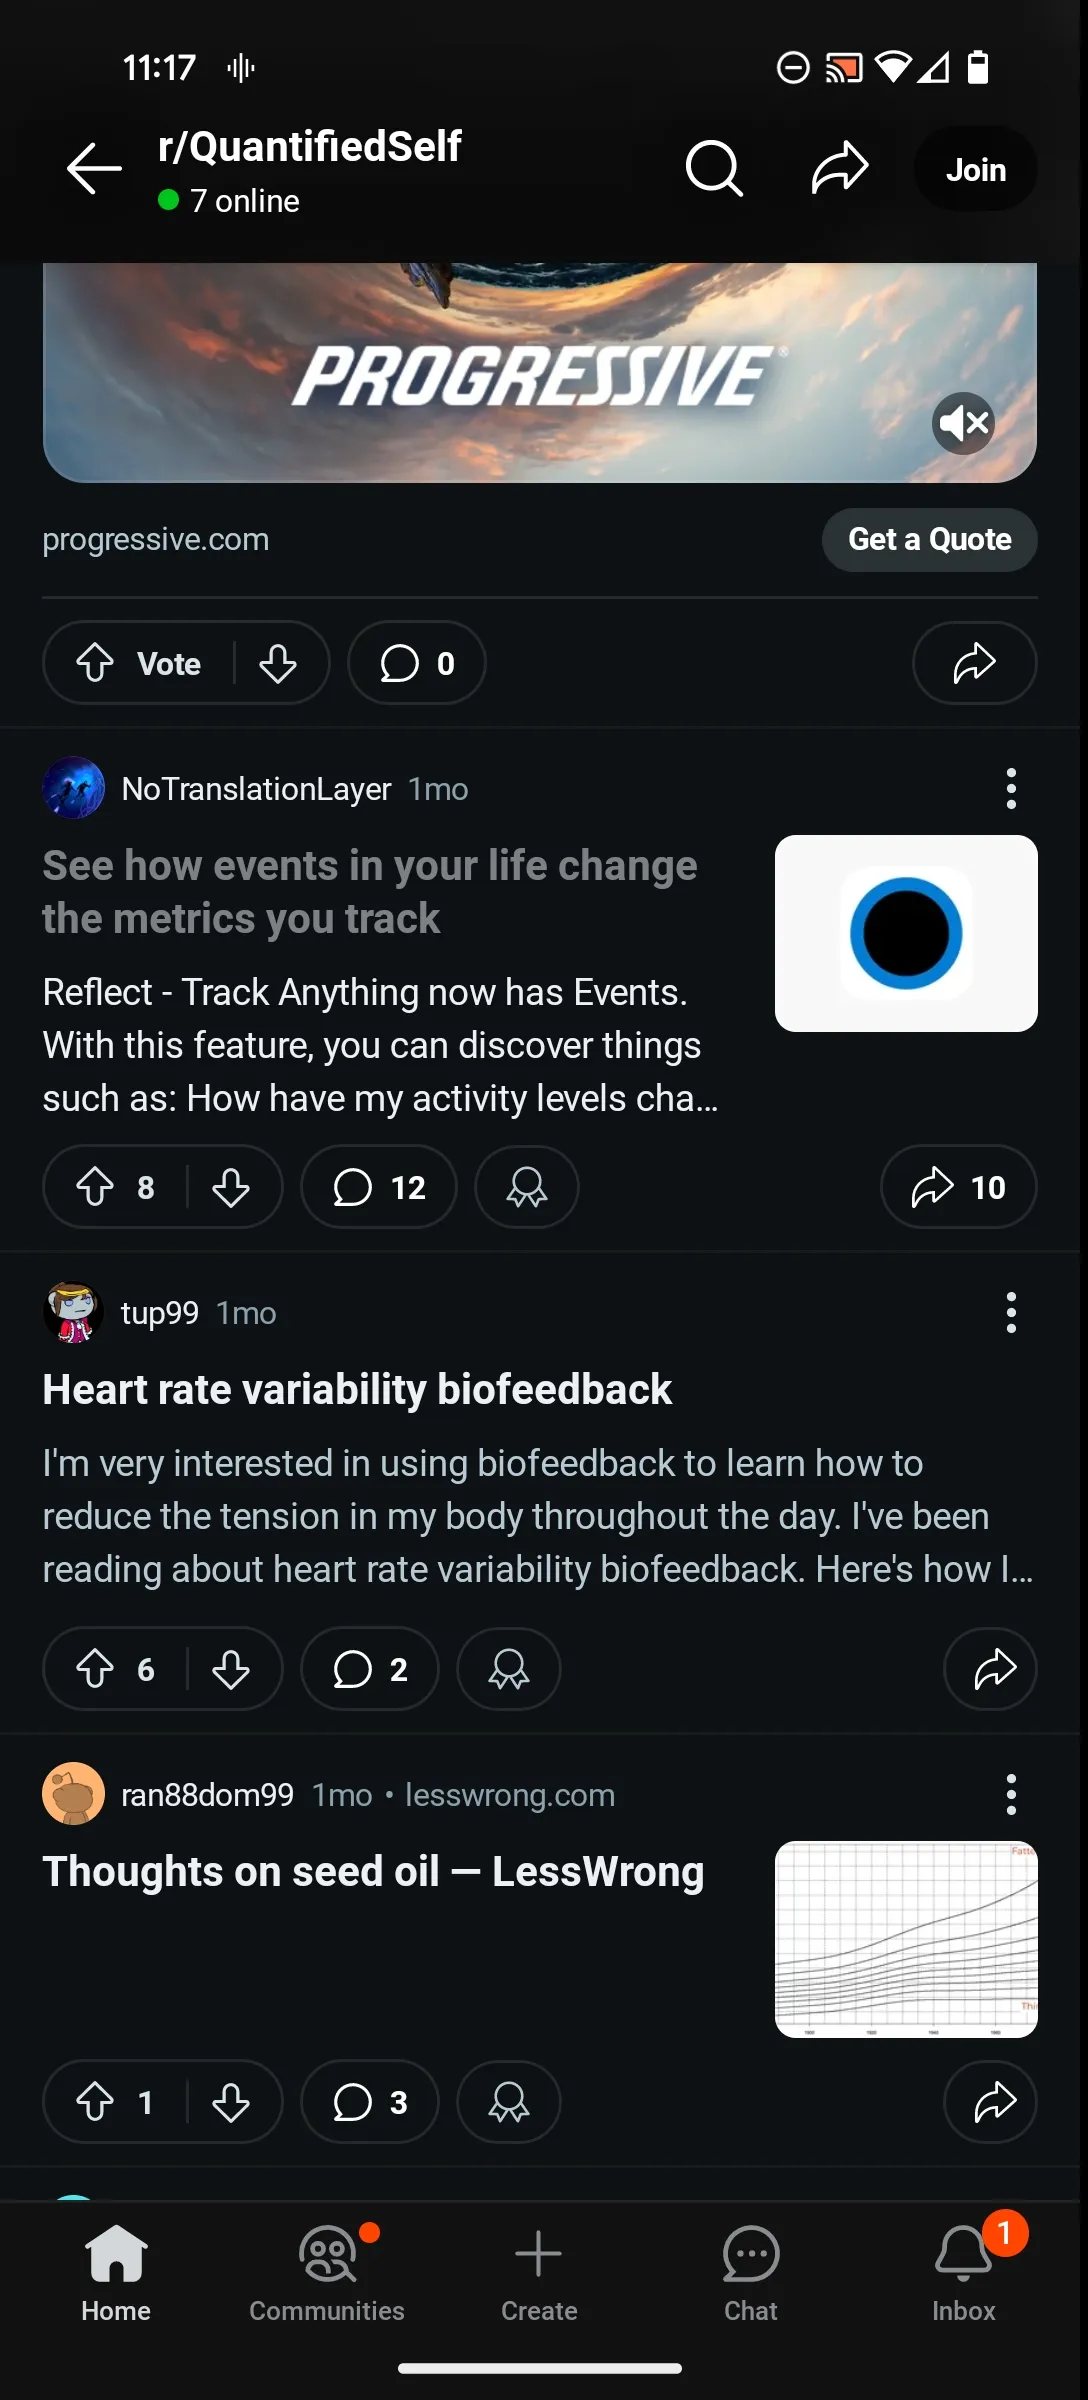 11:17
r/QuantifiedSelf
7 online
Join
PROGRESSIVE®
progressive.com
Get a Quote
Vote
0
NoTranslationLayer 1mo
See how events in your life change
the metrics you track
Reflect - Track Anything now has Events.
With this feature, you can discover things
such as: How have my activity levels cha…
8
12
10
tup99 1mo
Heart rate variability biofeedback
I'm very interested in using biofeedback to learn how to
reduce the tension in my body throughout the day. I've been
reading about heart rate variability biofeedback. Here's how I…
6
2
ran88dom99 1mo • lesswrong.com
Thoughts on seed oil — LessWrong
1
3
Home
Communities
Create
Chat
1
Inbox